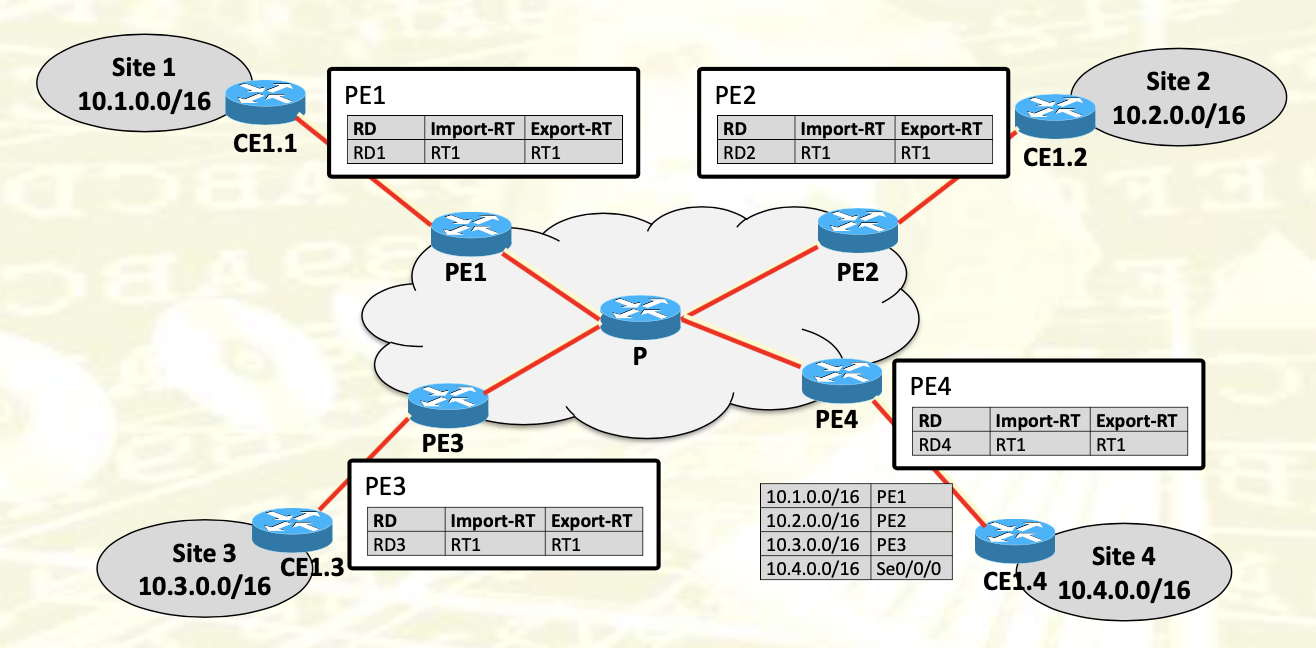 Site 1
10.1.0.0/16
CE1.1
PE1
RD Import-RT Export-RT
RD1 RT1 RT1
PE2
RD Import-RT Export-RT
RD2 RT1 RT1
Site 2
10.2.0.0/16
CE1.2
PE1
PE2
P
PE3
PE4
PE4
RD Import-RT Export-RT
RD4 RT1 RT1
PE3
RD Import-RT Export-RT
RD3 RT1 RT1
10.1.0.0/16 PE1
10.2.0.0/16 PE2
10.3.0.0/16 PE3
10.4.0.0/16 Se0/0/0
Site 3
10.3.0.0/16
CE1.3
CE1.4
Site 4
10.4.0.0/16